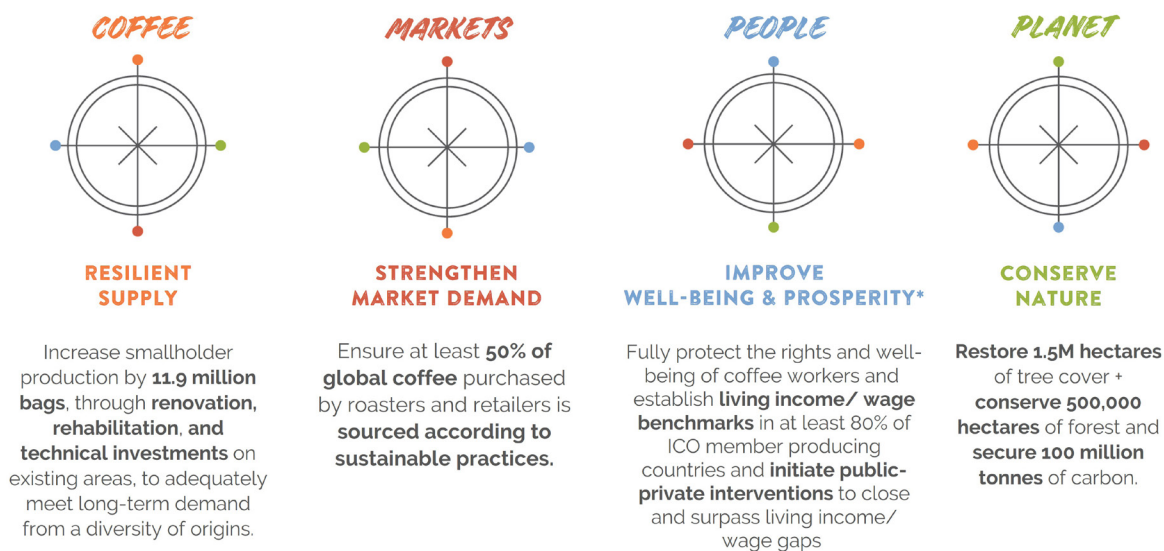 COFFEE
RESILIENT
SUPPLY
Increase smallholder
production by 11.9 million
bags, through renovation,
rehabilitation, and
technical investments on
existing areas, to adequately
meet long-term demand
from a diversity of origins.
MARKETS
STRENGTHEN
MARKET DEMAND
Ensure at least 50% of
global coffee purchased
by roasters and retailers is
sourced according to
sustainable practices.
PEOPLE
IMPROVE
WELL-BEING & PROSPERITY*
Fully protect the rights and well-
being of coffee workers and
establish living income/ wage
benchmarks in at least 80% of
ICO member producing
countries and initiate public-
private interventions to close
and surpass living income/
wage gaps
PLANET
CONSERVE
NATURE
Restore 1.5M hectares
of tree cover +
conserve 500,000
hectares of forest and
secure 100 million
tonnes of carbon.